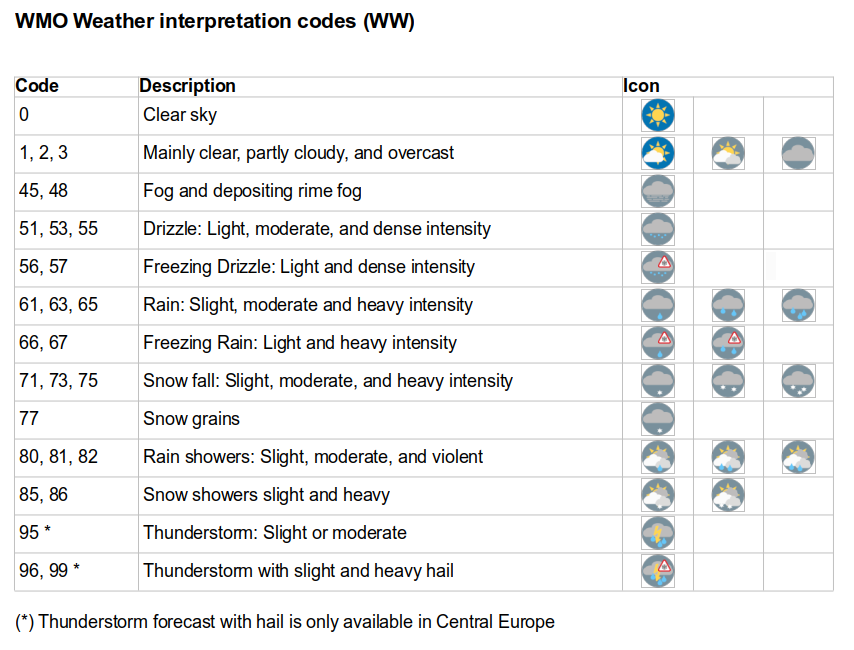 WMO Weather interpretation codes (WW)
Code Description Icon
0 Clear sky
1, 2, 3 Mainly clear, partly cloudy, and overcast
45, 48 Fog and depositing rime fog
51, 53, 55 Drizzle: Light, moderate, and dense intensity
56, 57 Freezing Drizzle: Light and dense intensity
61, 63, 65 Rain: Slight, moderate and heavy intensity
66, 67 Freezing Rain: Light and heavy intensity
71, 73, 75 Snow fall: Slight, moderate, and heavy intensity
77 Snow grains
80, 81, 82 Rain showers: Slight, moderate, and violent
85, 86 Snow showers slight and heavy
95 * Thunderstorm: Slight or moderate
96, 99 * Thunderstorm with slight and heavy hail
(*) Thunderstorm forecast with hail is only available in Central Europe